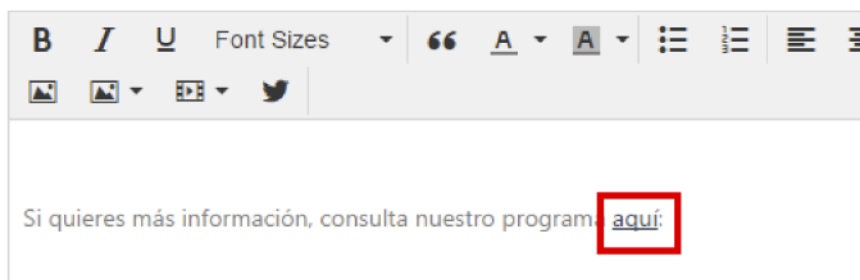 B I U Font Sizes A A
Si quieres más información, consulta nuestro programa aquí: